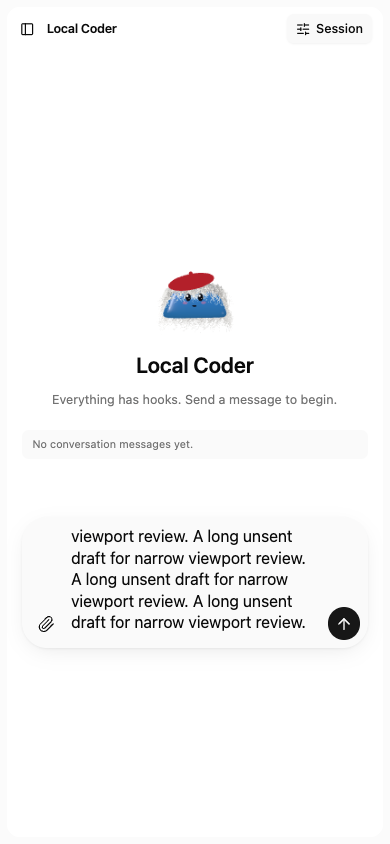 Local Coder
Session
Local Coder
Everything has hooks. Send a message to begin.
No conversation messages yet.
viewport review. A long unsent
draft for narrow viewport review.
A long unsent draft for narrow
viewport review. A long unsent
draft for narrow viewport review.